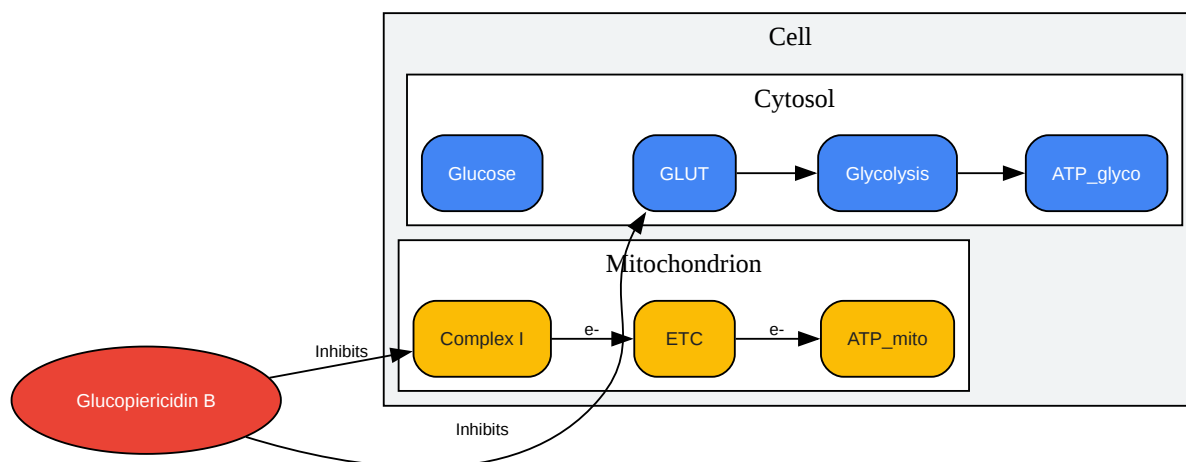 Cell
Cytosol
Glucose
GLUT
Glycolysis
ATP_glyco
Mitochondrion
Complex I
e-
ETC
e-
ATP_mito
Inhibits
Glucopiericidin B
Inhibits